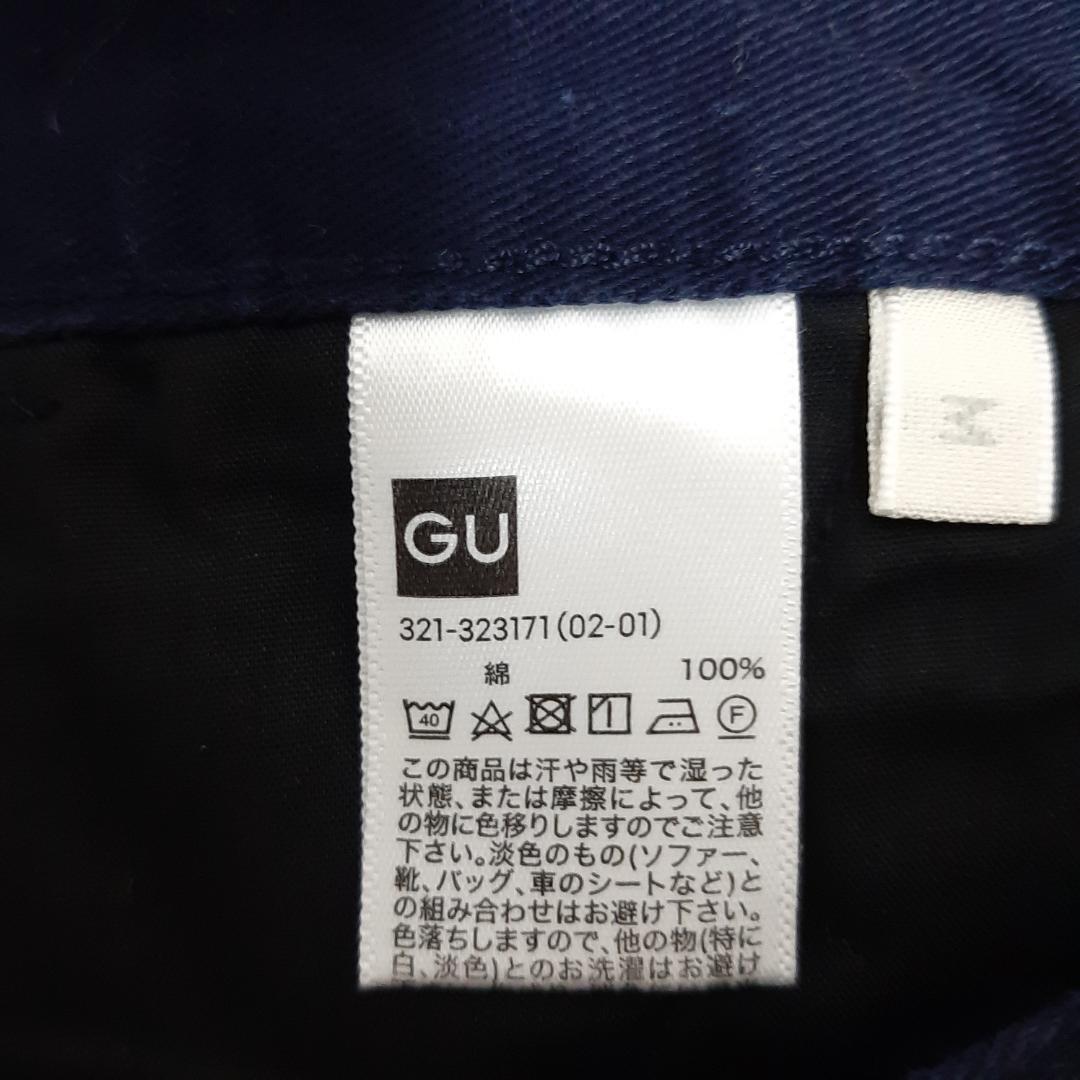 GU
321-323171(02-01)
綿 100%
40 F
この商品は汗や雨等で湿った
状態、または摩擦によって、他
の物に色移りしますのでご注意
下さい。淡色のもの(ソファー、
靴、バッグ、車のシートなど)と
の組み合わせはお避け下さい。
色落ちしますので、他の物(特に
白、淡色)とのお洗濯はお避け
M